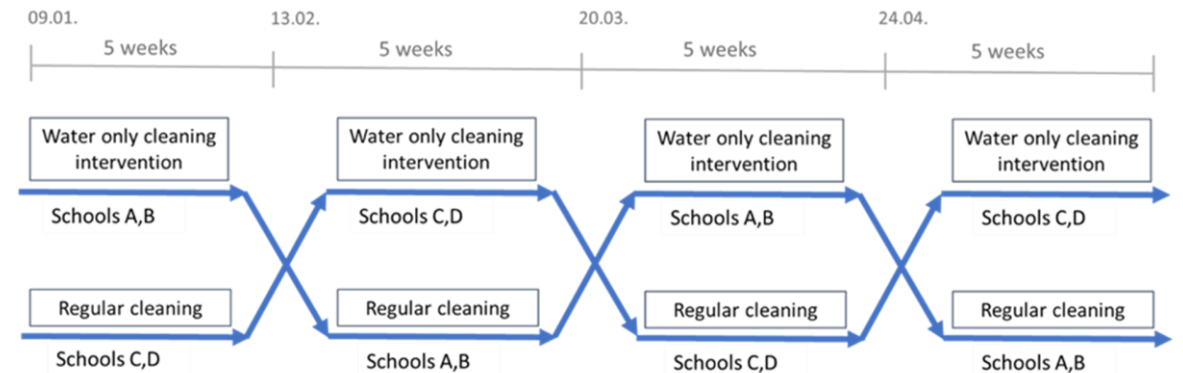 09.01.
13.02.
20.03.
24.04.
5 weeks
5 weeks
5 weeks
5 weeks
Water only cleaning
intervention
Water only cleaning
intervention
Water only cleaning
intervention
Water only cleaning
intervention
Schools A,B
Schools C,D
Schools A,B
Schools C,D
Regular cleaning
Regular cleaning
Regular cleaning
Regular cleaning
Schools C,D
Schools A,B
Schools C,D
Schools A,B